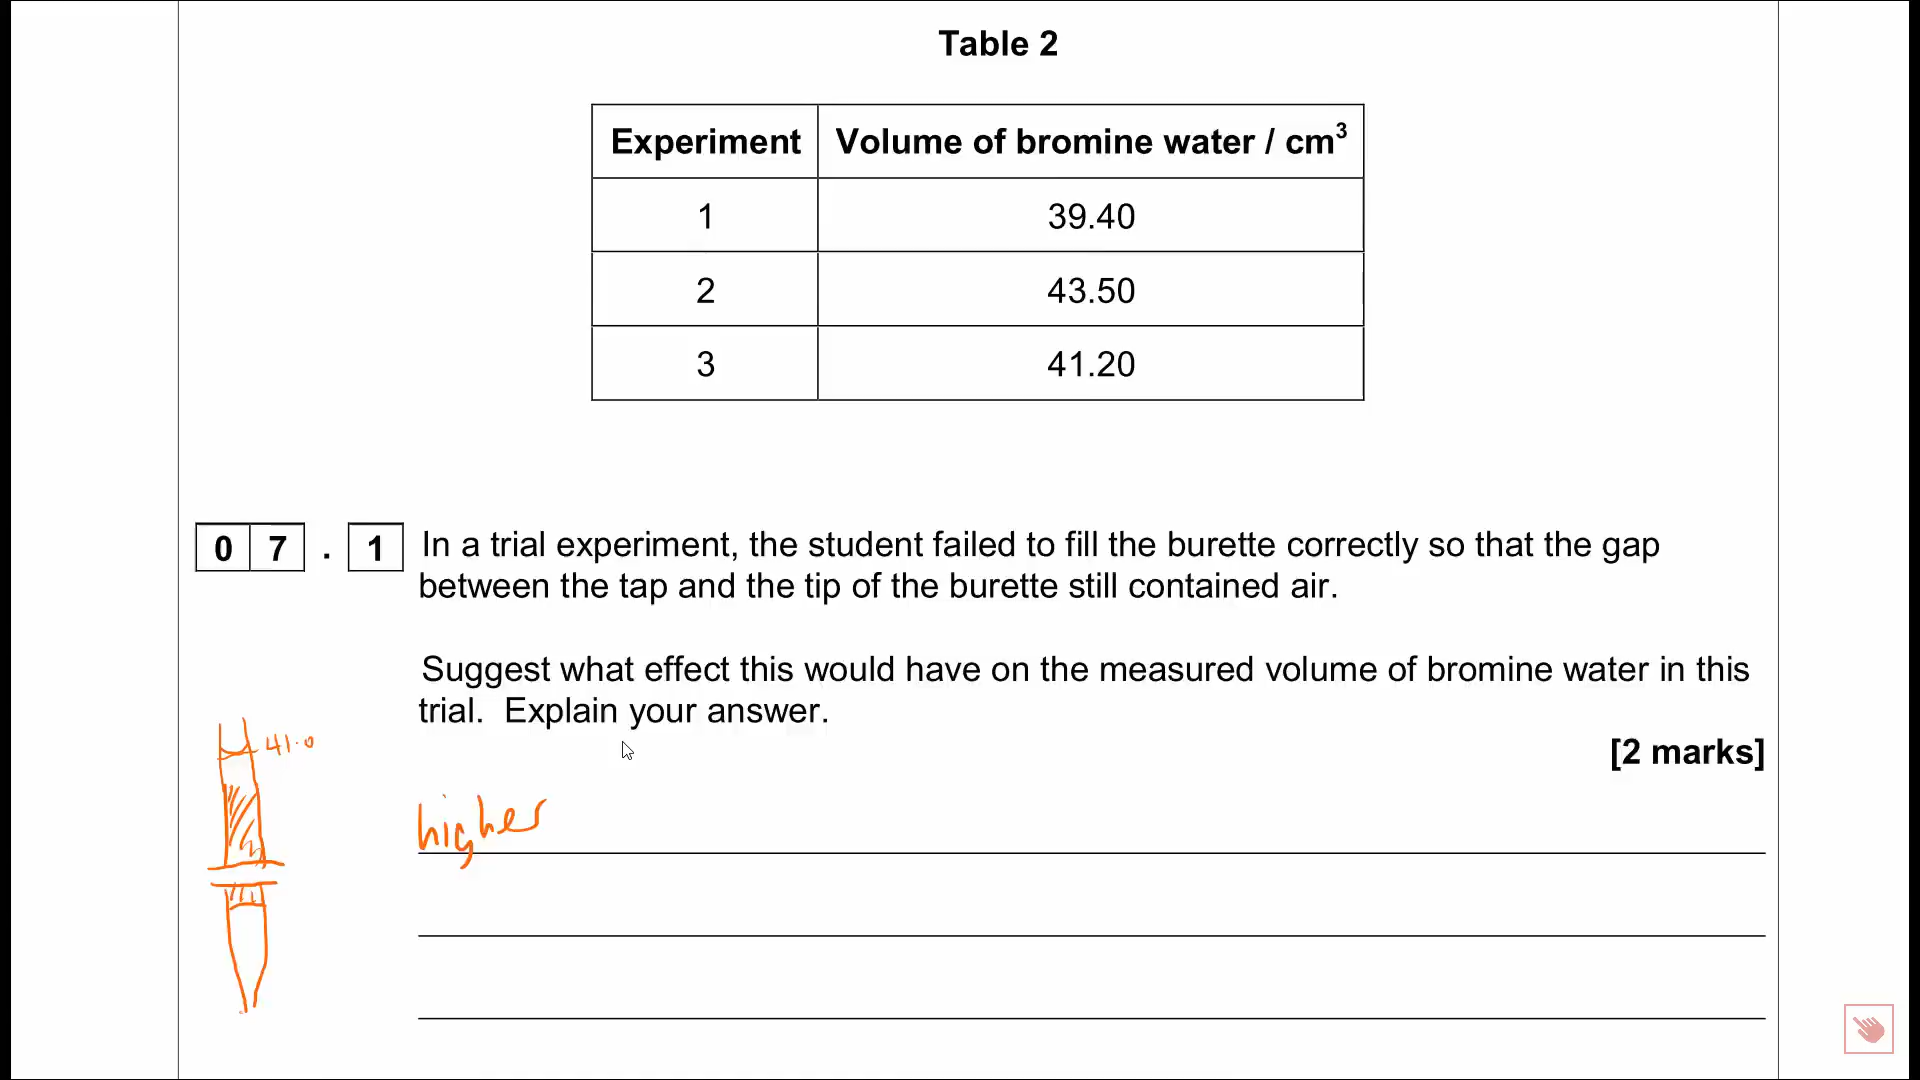 Table 2
Experiment Volume of bromine water / cm³
1 39.40
2 43.50
3 41.20
0 7 . 1 In a trial experiment, the student failed to fill the burette correctly so that the gap
between the tap and the tip of the burette still contained air.
Suggest what effect this would have on the measured volume of bromine water in this
trial. Explain your answer.
41.0
[2 marks]
higher